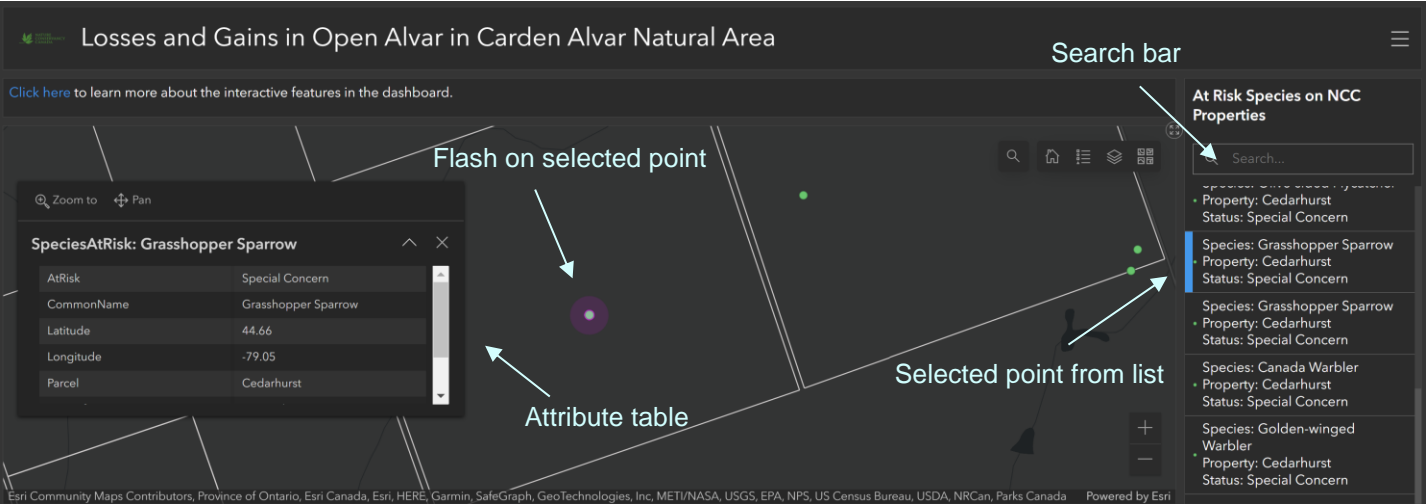 Losses and Gains in Open Alvar in Carden Alvar Natural Area
Search bar
Click here to learn more about the interactive features in the dashboard.
At Risk Species on NCC
Properties
Search...
Flash on selected point
Zoom to
Pan
SpeciesAtRisk: Grasshopper Sparrow
AtRisk Special Concern
CommonName Grasshopper Sparrow
Latitude 44.66
Longitude -79.05
Parcel Cedarhurst
Attribute table
Selected point from list
Property: Cedarhurst
Status: Special Concern
Species: Grasshopper Sparrow
Property: Cedarhurst
Status: Special Concern
Species: Grasshopper Sparrow
Property: Cedarhurst
Status: Special Concern
Species: Canada Warbler
Property: Cedarhurst
Status: Special Concern
Species: Golden-winged
Warbler
Property: Cedarhurst
Status: Special Concern
Esri Community Maps Contributors, Province of Ontario, Esri Canada, Esri, HERE, Garmin, SafeGraph, GeoTechnologies, Inc, METI/NASA, USGS, EPA, NPS, US Census Bureau, USDA, NRCan, Parks Canada
Powered by Esri